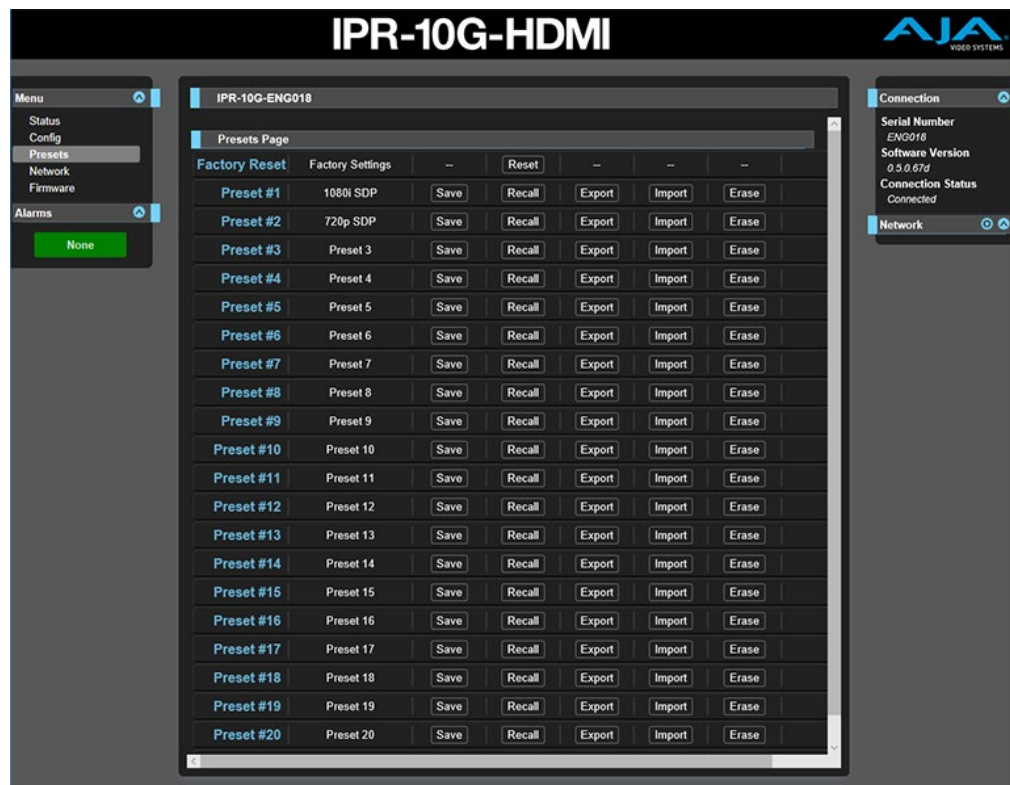 IPR-10G-HDMI
AJA
VIDEO SYSTEMS
Menu
Status
Config
Presets
Network
Firmware
Alarms
None
IPR-10G-ENG018
Presets Page
Factory Reset Factory Settings -- Reset -- -- --
Preset #1 1080i SDP Save Recall Export Import Erase
Preset #2 720p SDP Save Recall Export Import Erase
Preset #3 Preset 3 Save Recall Export Import Erase
Preset #4 Preset 4 Save Recall Export Import Erase
Preset #5 Preset 5 Save Recall Export Import Erase
Preset #6 Preset 6 Save Recall Export Import Erase
Preset #7 Preset 7 Save Recall Export Import Erase
Preset #8 Preset 8 Save Recall Export Import Erase
Preset #9 Preset 9 Save Recall Export Import Erase
Preset #10 Preset 10 Save Recall Export Import Erase
Preset #11 Preset 11 Save Recall Export Import Erase
Preset #12 Preset 12 Save Recall Export Import Erase
Preset #13 Preset 13 Save Recall Export Import Erase
Preset #14 Preset 14 Save Recall Export Import Erase
Preset #15 Preset 15 Save Recall Export Import Erase
Preset #16 Preset 16 Save Recall Export Import Erase
Preset #17 Preset 17 Save Recall Export Import Erase
Preset #18 Preset 18 Save Recall Export Import Erase
Preset #19 Preset 19 Save Recall Export Import Erase
Preset #20 Preset 20 Save Recall Export Import Erase
Connection
Serial Number
ENG018
Software Version
0.5.0.67d
Connection Status
Connected
Network